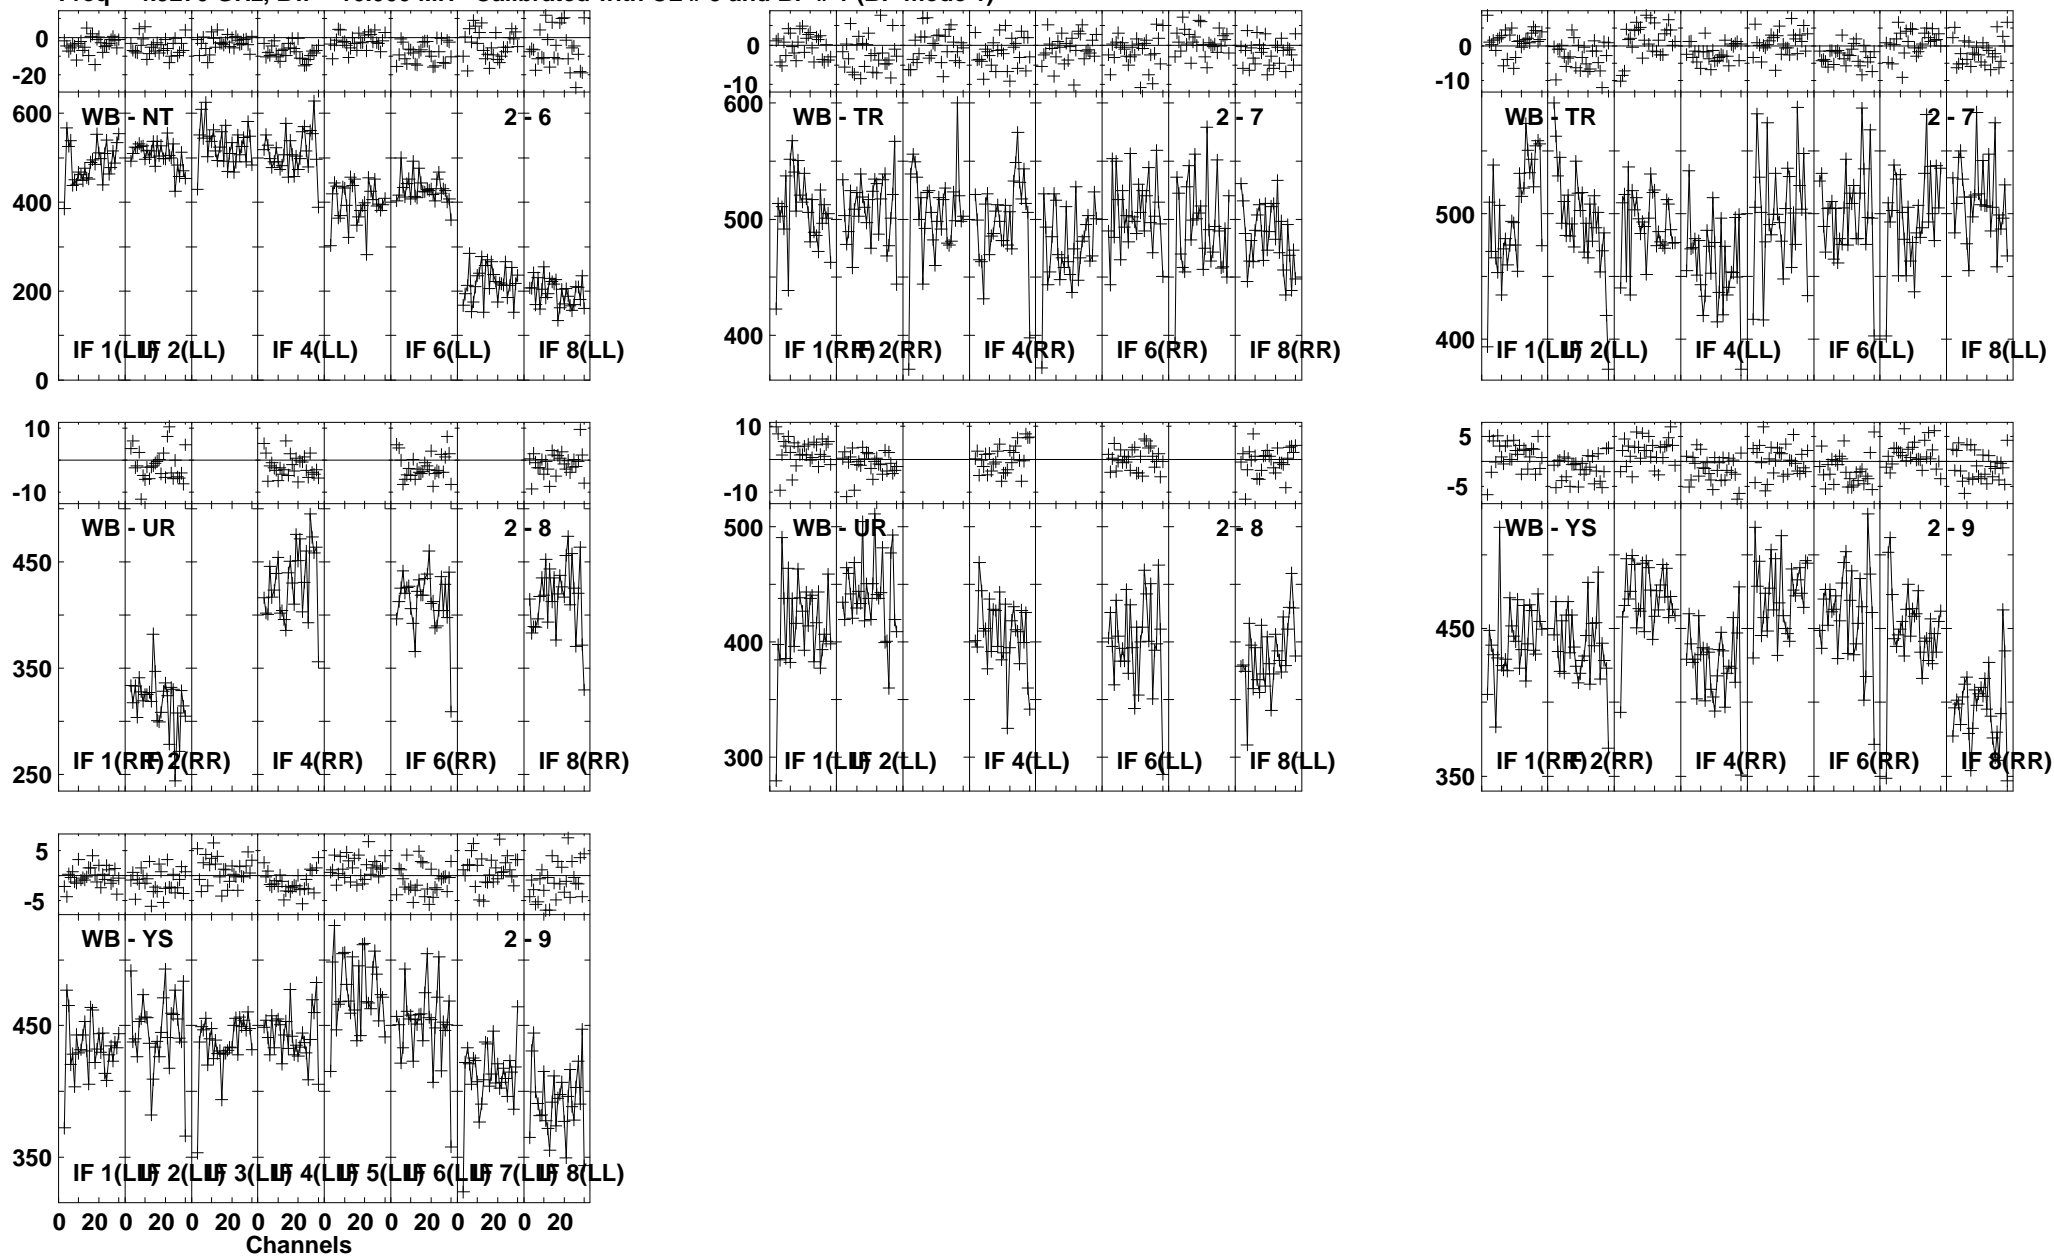 Calibrated with and
0
-20
600
400
200
0
WB - NT
2 - 6
IF 1(LL) IF 2(LL) IF 4(LL) IF 6(LL) IF 8(LL)
0
-10
600
500
400
WB - TR
2 - 7
IF 1(RR) IF 2(RR) IF 4(RR) IF 6(RR) IF 8(RR)
0
-10
500
400
WB - TR
2 - 7
IF 1(LL) IF 2(LL) IF 4(LL) IF 6(LL) IF 8(LL)
10
-10
450
350
250
WB - UR
2 - 8
IF 1(RR) IF 2(RR) IF 4(RR) IF 6(RR) IF 8(RR)
10
-10
500
400
300
WB - UR
2 - 8
IF 1(LL) IF 2(LL) IF 4(LL) IF 6(LL) IF 8(LL)
5
-5
450
350
WB - YS
2 - 9
IF 1(RR) IF 2(RR) IF 4(RR) IF 6(RR) IF 8(RR)
5
-5
450
350
WB - YS
2 - 9
IF 1(LL) IF 2(LL) IF 3(LL) IF 4(LL) IF 5(LL) IF 6(LL) IF 7(LL) IF 8(LL)
0 20 0 20 0 20 0 20 0 20 0 20 0 20 0 20
Channels